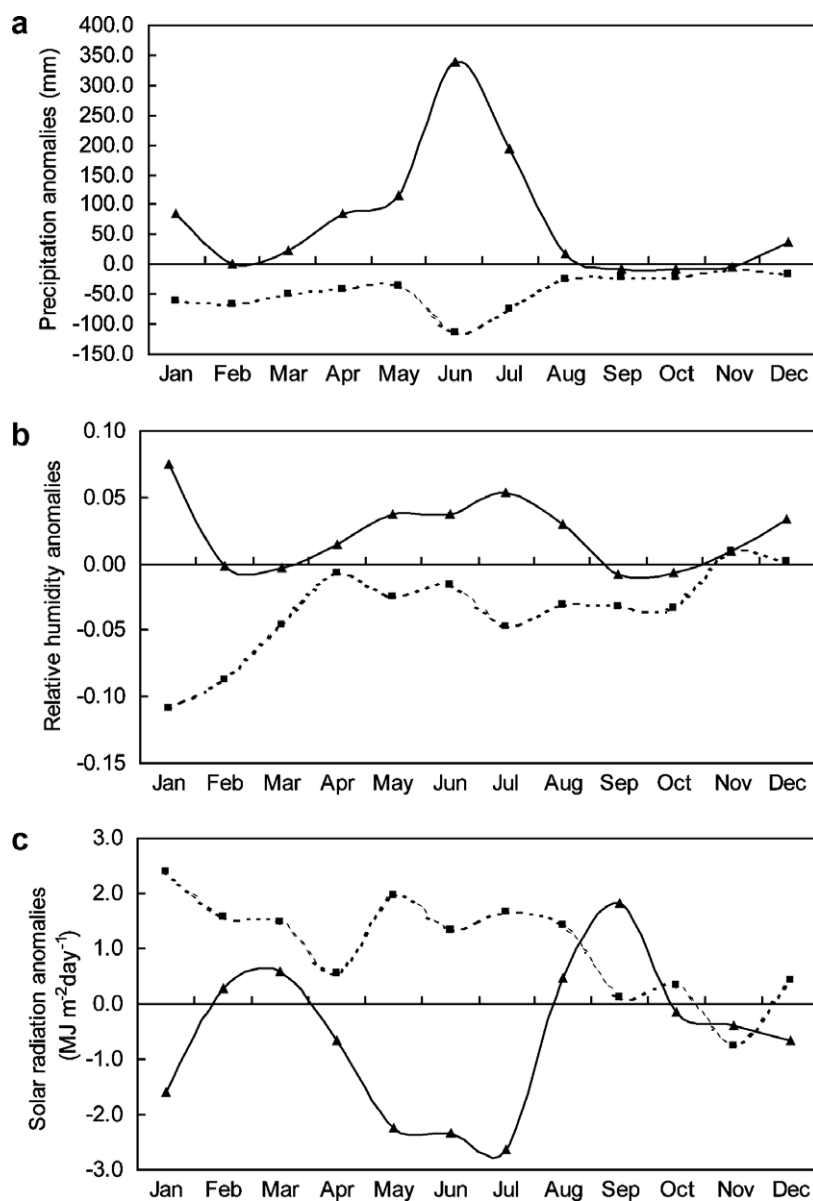 a
Precipitation anomalies (mm)
400.0
350.0
300.0
250.0
200.0
150.0
100.0
50.0
0.0
-50.0
-100.0
-150.0
Jan Feb Mar Apr May Jun Jul Aug Sep Oct Nov Dec
b
Relative humidity anomalies
0.10
0.05
0.00
-0.05
-0.10
-0.15
Jan Feb Mar Apr May Jun Jul Aug Sep Oct Nov Dec
c
Solar radiation anomalies
(MJ m⁻²day⁻¹)
3.0
2.0
1.0
0.0
-1.0
-2.0
-3.0
Jan Feb Mar Apr May Jun Jul Aug Sep Oct Nov Dec